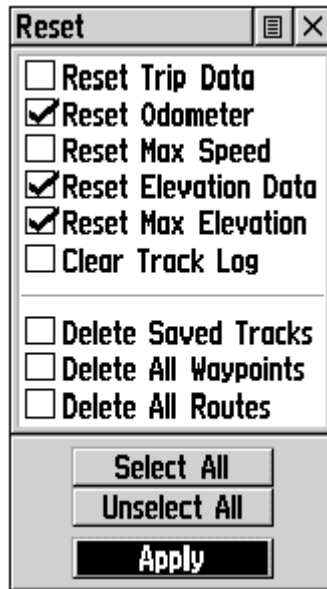 Reset
Reset Trip Data
Reset Odometer
Reset Max Speed
Reset Elevation Data
Reset Max Elevation
Clear Track Log
Delete Saved Tracks
Delete All Waypoints
Delete All Routes
Select All
Unselect All
Apply